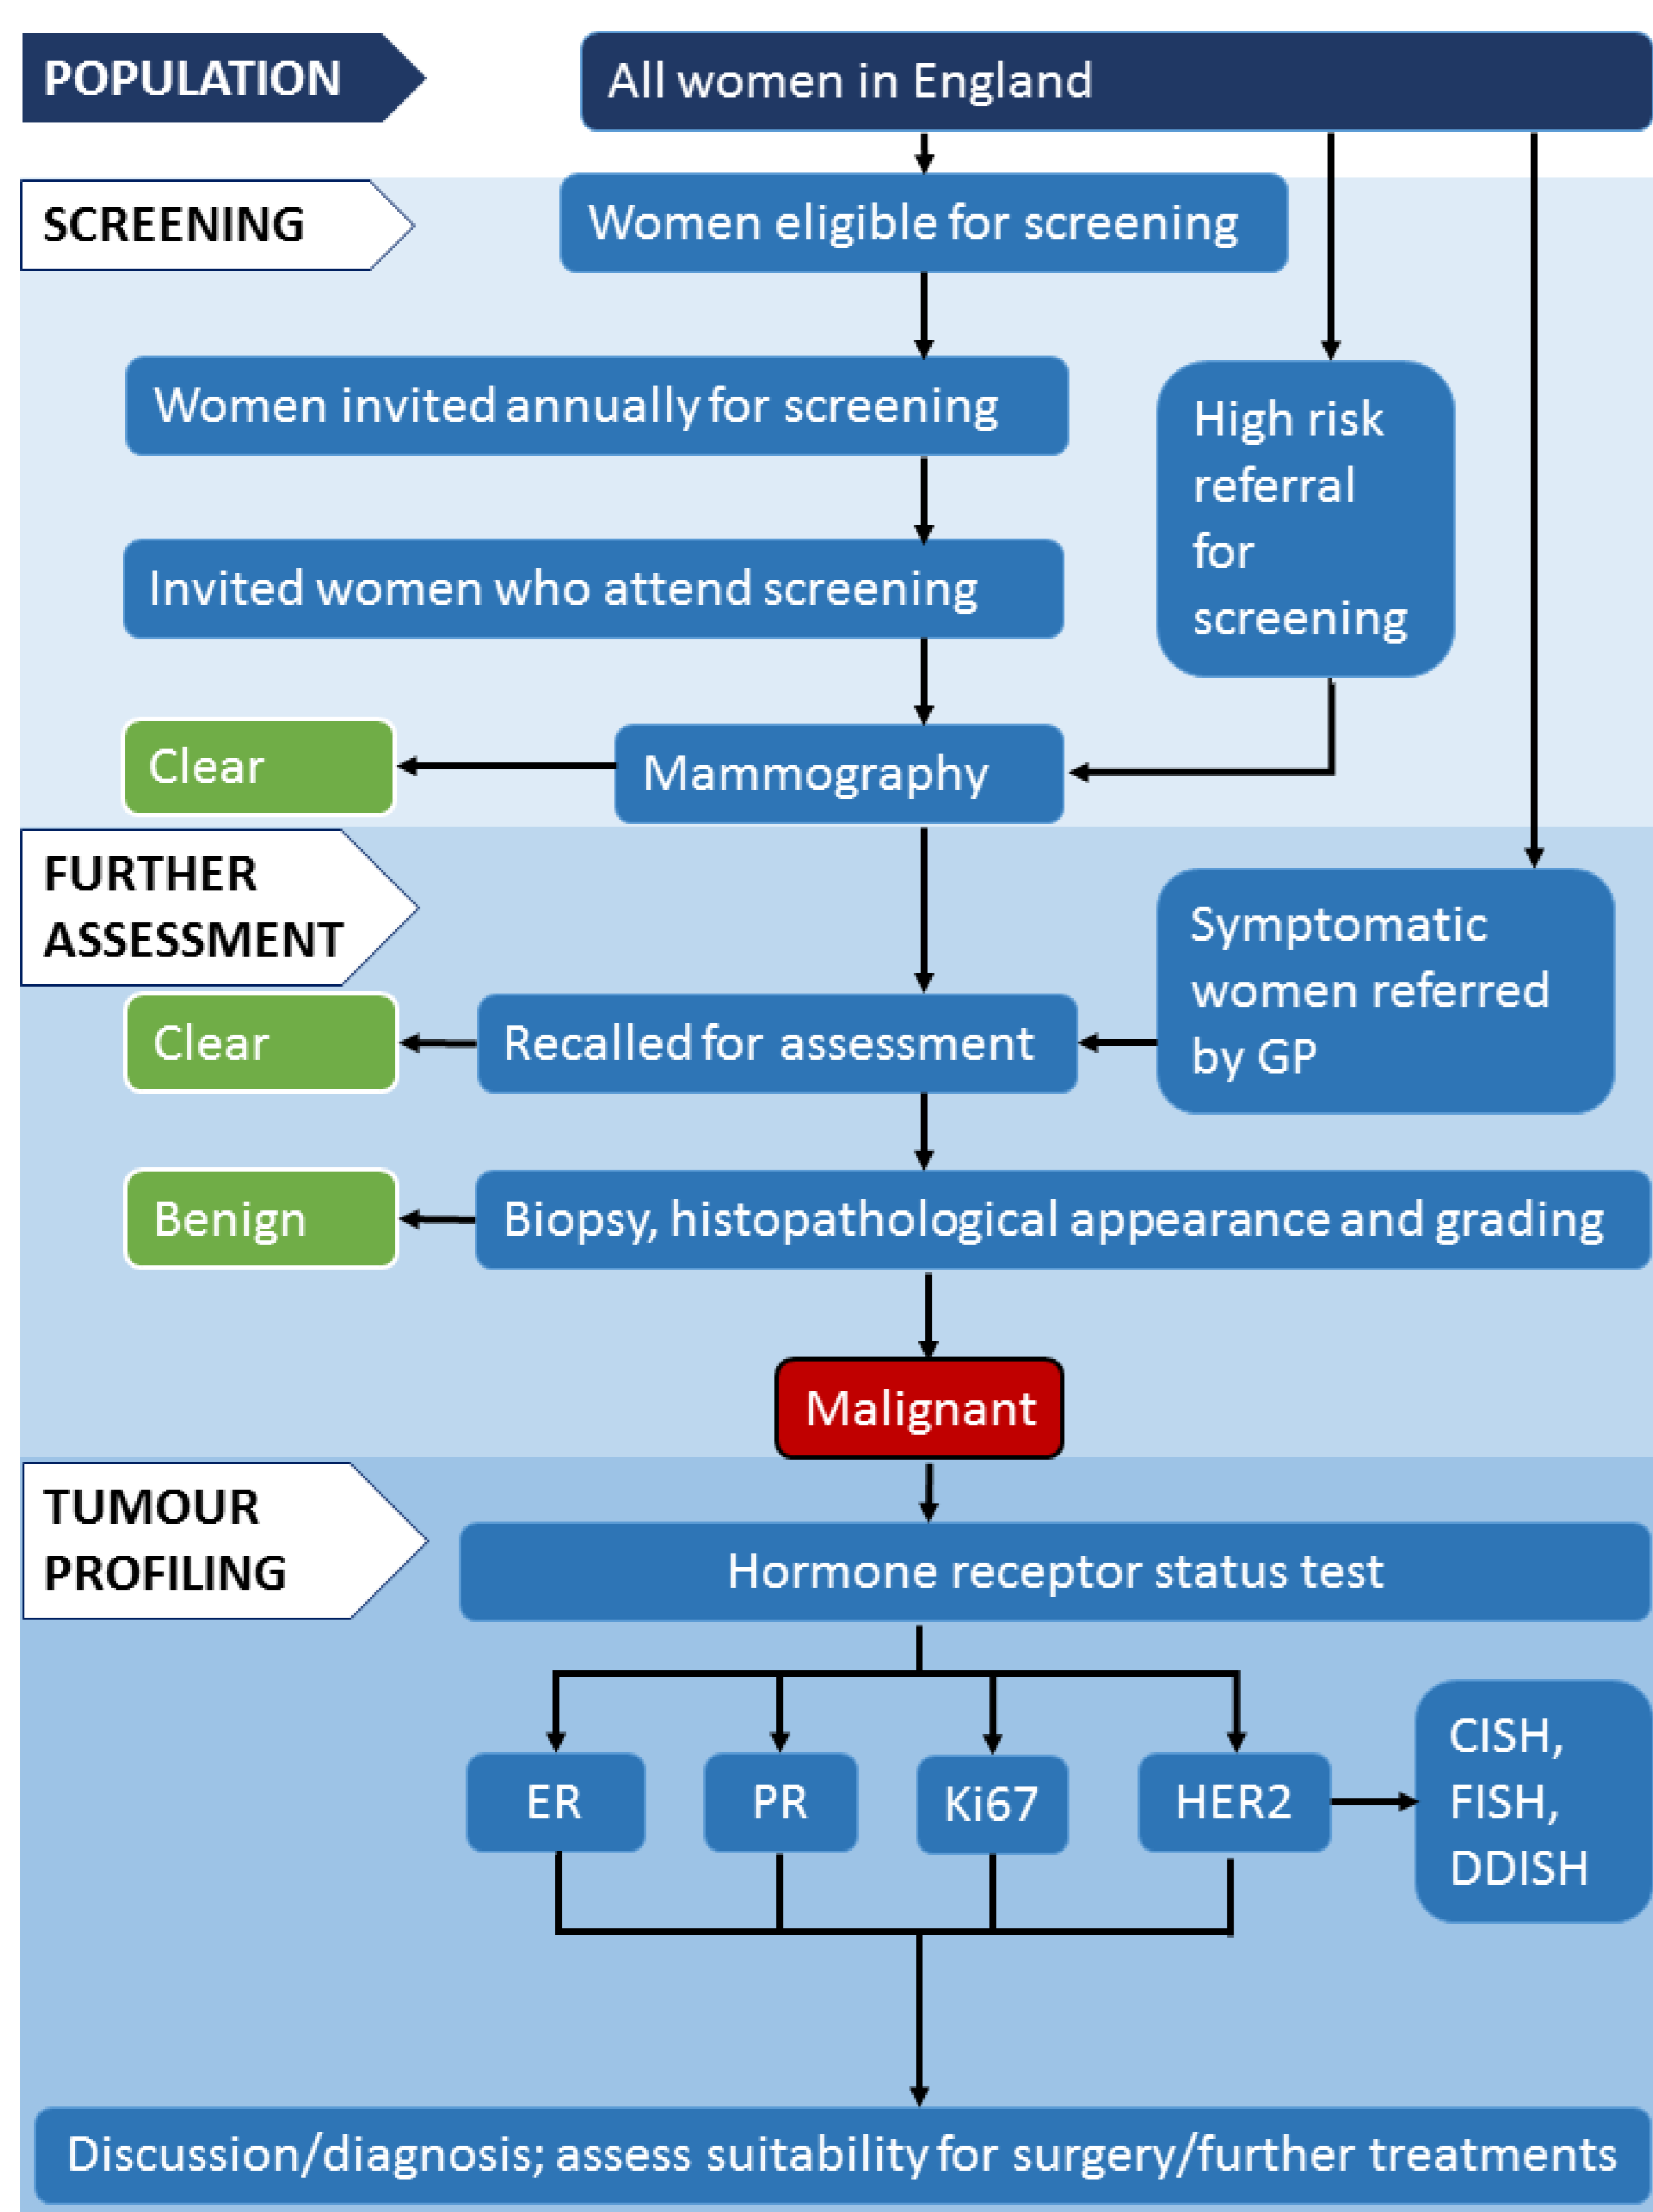 POPULATION
All women in England
SCREENING
Women eligible for screening
Women invited annually for screening
High risk
referral
for
screening
Invited women who attend screening
Clear
Mammography
FURTHER
ASSESSMENT
Symptomatic
women referred
by GP
Clear
Recalled for assessment
Benign
Biopsy, histopathological appearance and grading
Malignant
TUMOUR
PROFILING
Hormone receptor status test
ER
PR
Ki67
HER2
CISH,
FISH,
DDISH
Discussion/diagnosis; assess suitability for surgery/further treatments